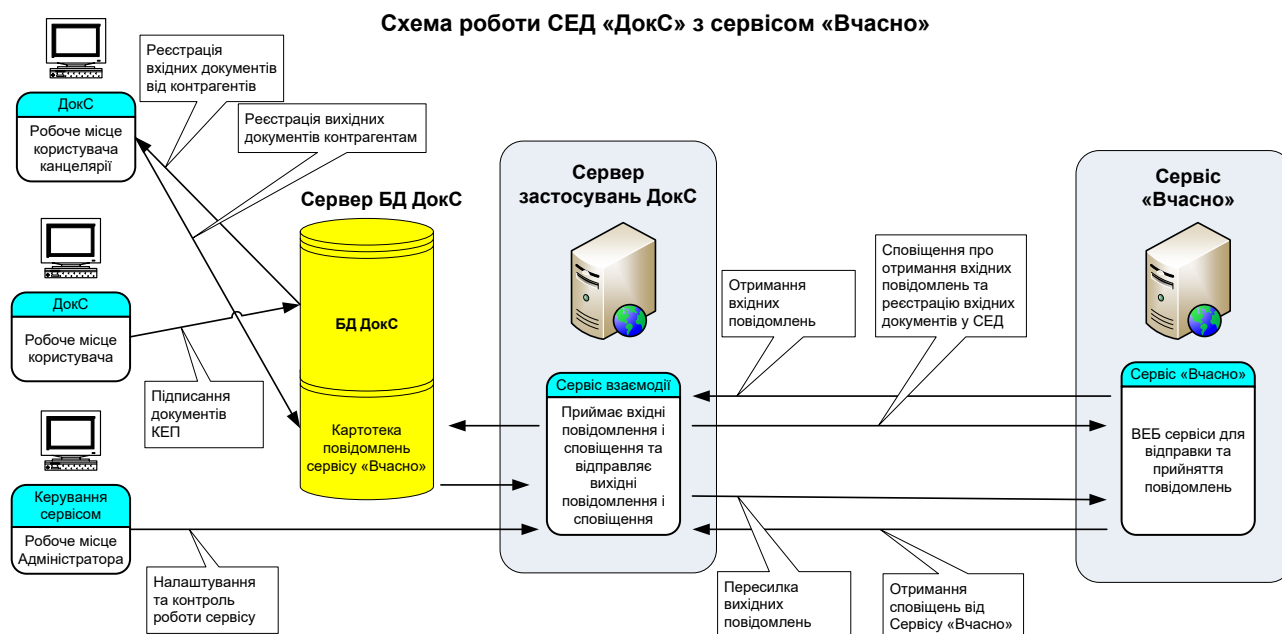 Схема роботи СЕД «ДокС» з сервісом «Вчасно»
Реєстрація
вхідних документів
від контрагентів
Реєстрація вихідних
документів контрагентам
ДокС
Робоче місце
користувача
канцелярії
ДокС
Робоче місце
користувача
Підписання
документів
КЕП
Керування
сервісом
Робоче місце
Адміністратора
Налаштування
та контроль
роботи сервісу
Сервер БД ДокС
БД ДокС
Картотека
повідомлень
сервісу «Вчасно»
Сервер
застосувань ДокС
Сервіс взаємодії
Приймає вхідні
повідомлення і
сповіщення та
відправляє
вихідні
повідомлення і
сповіщення
Отримання
вхідних
повідомлень
Сповіщення про
отримання вхідних
повідомлень та
реєстрацію вхідних
документів у СЕД
Пересилка
вихідних
повідомлень
Отримання
сповіщень від
Сервісу «Вчасно»
Сервіс
«Вчасно»
Сервіс «Вчасно»
ВЕБ сервіси для
відправки та
прийняття
повідомлень